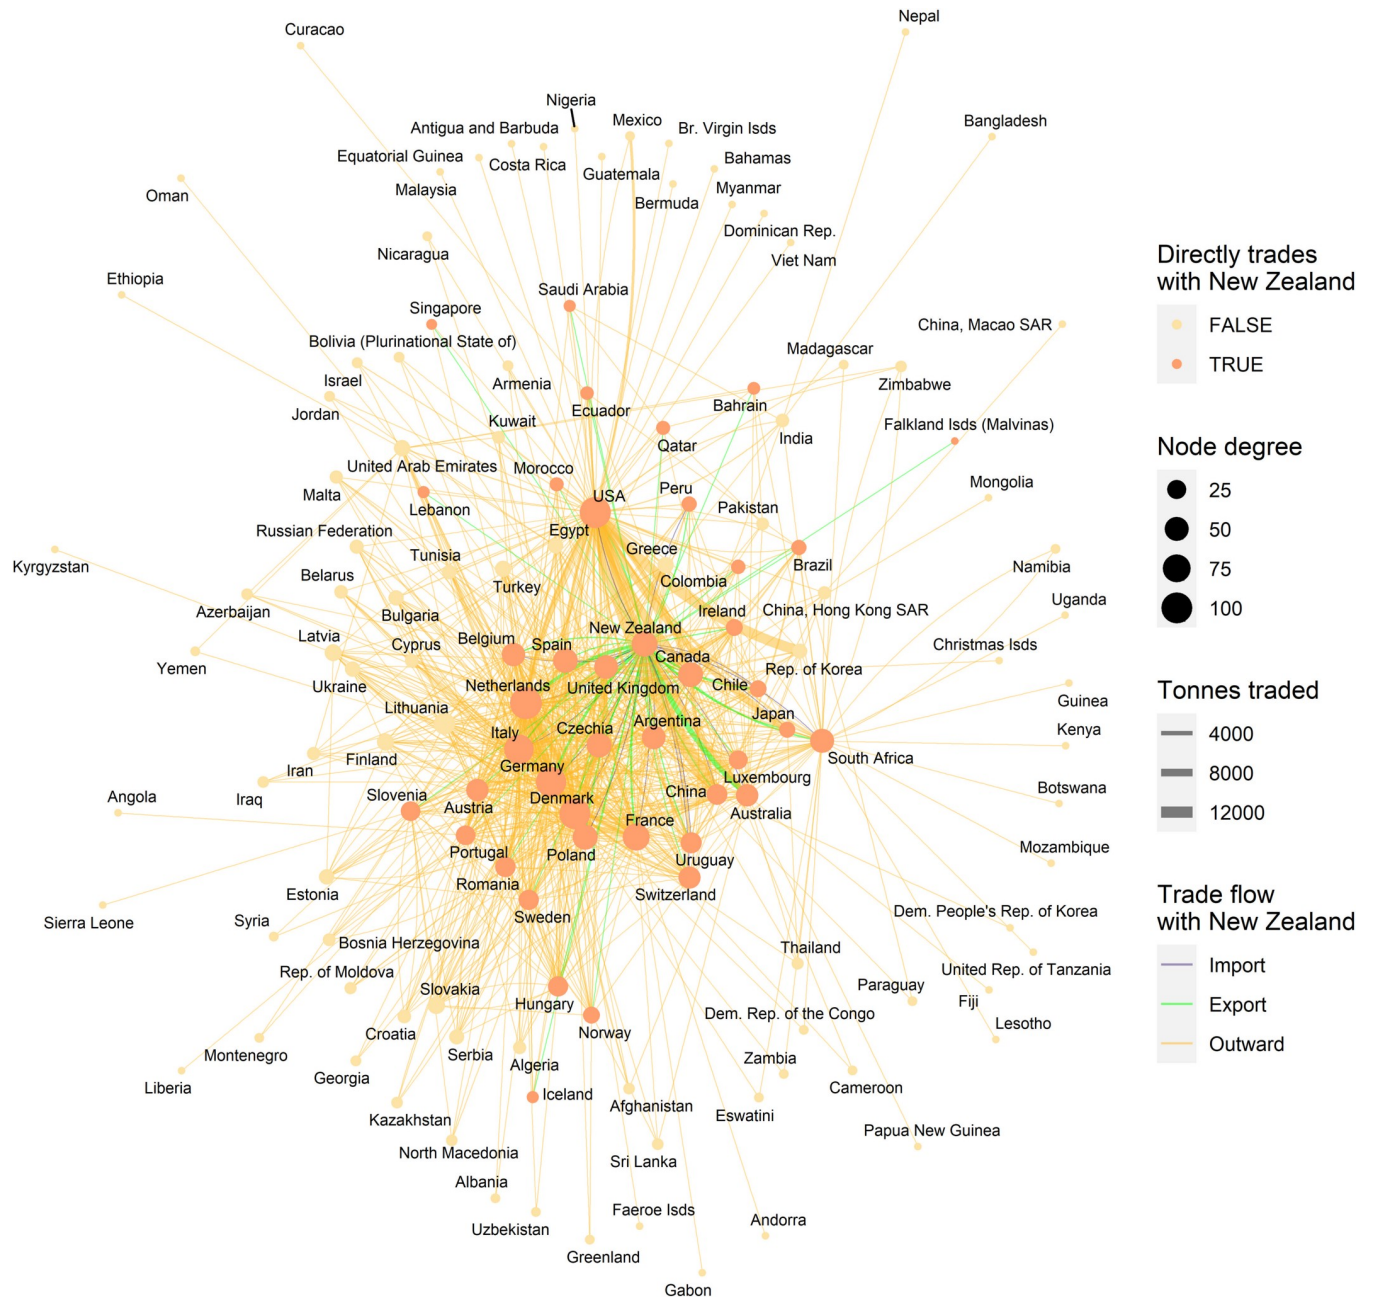 Curacao
Nepal
Nigeria
Antigua and Barbuda
Mexico
Br. Virgin Isds
Bangladesh
Equatorial Guinea
Costa Rica
Guatemala
Bahamas
Oman
Malaysia
Bermuda
Myanmar
Dominican Rep.
Nicaragua
Viet Nam
Ethiopia
Saudi Arabia
Singapore
China, Macao SAR
Bolivia (Plurinational State of)
Madagascar
Israel
Armenia
Zimbabwe
Jordan
Kuwait
Ecuador
Bahrain
Falkland Isds (Malvinas)
India
Qatar
United Arab Emirates
Morocco
Malta
Lebanon
USA
Peru
Pakistan
Mongolia
Russian Federation
Egypt
Tunisia
Greece
Brazil
Kyrgyzstan
Belarus
Turkey
Colombia
Namibia
Azerbaijan
Bulgaria
Ireland
China, Hong Kong SAR
Uganda
Latvia
Cyprus
Belgium
Spain
New Zealand
Canada
Christmas Isds
Yemen
Ukraine
Netherlands
United Kingdom
Chile
Rep. of Korea
Lithuania
Guinea
Italy
Czechia
Argentina
Japan
Kenya
Iran
Finland
Germany
South Africa
Luxembourg
Angola
Iraq
Slovenia
Austria
Denmark
China
Australia
Botswana
France
Portugal
Poland
Uruguay
Mozambique
Romania
Switzerland
Estonia
Sierra Leone
Syria
Sweden
Dem. People's Rep. of Korea
Bosnia Herzegovina
Thailand
Rep. of Moldova
United Rep. of Tanzania
Slovakia
Paraguay
Fiji
Hungary
Dem. Rep. of the Congo
Lesotho
Croatia
Norway
Montenegro
Serbia
Algeria
Zambia
Liberia
Georgia
Cameroon
Iceland
Afghanistan
Eswatini
Kazakhstan
Papua New Guinea
North Macedonia
Sri Lanka
Albania
Faeroe Isds
Andorra
Uzbekistan
Greenland
Gabon
Directly trades
with New Zealand
FALSE
TRUE
Node degree
25
50
75
100
Tonnes traded
4000
8000
12000
Trade flow
with New Zealand
Import
Export
Outward